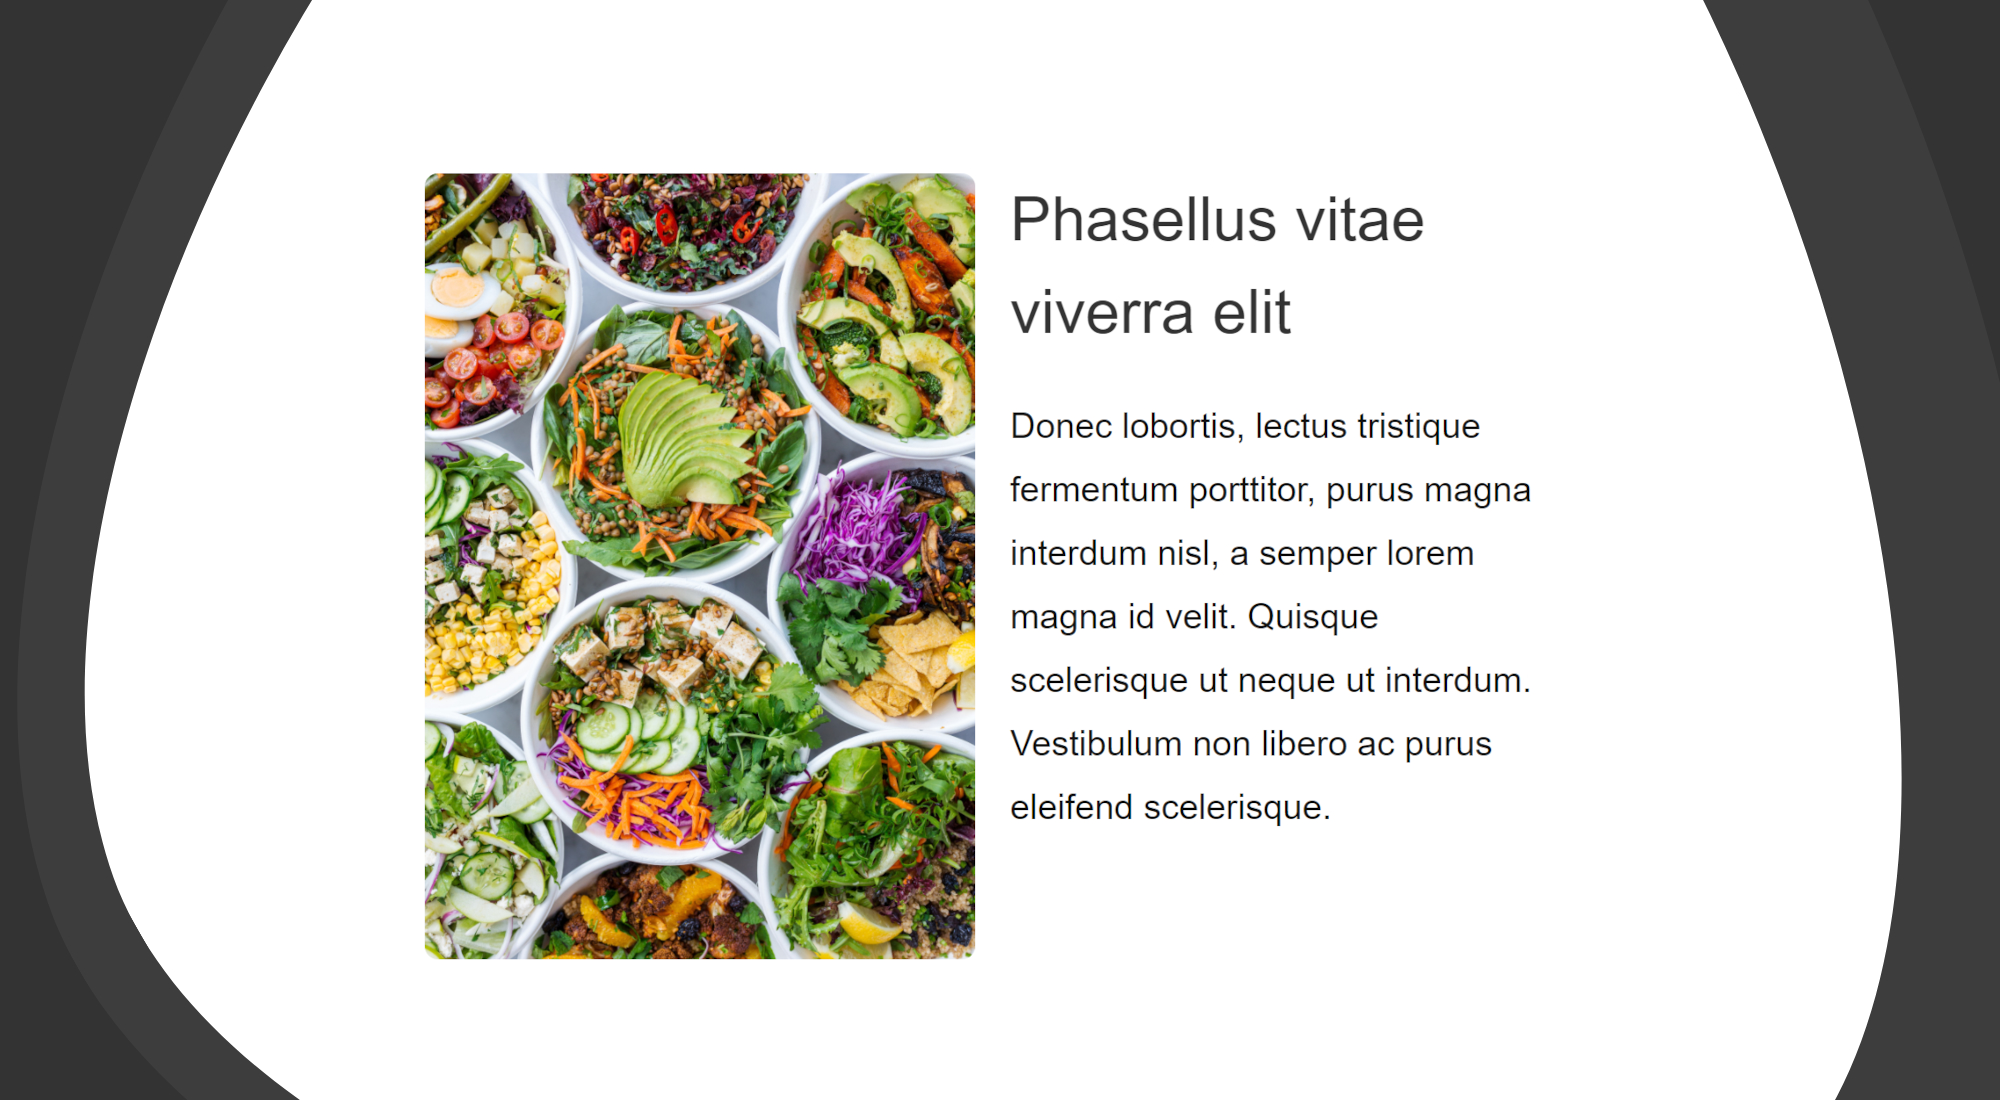 Phasellus vitae
viverra elit
Donec lobortis, lectus tristique
fermentum porttitor, purus magna
interdum nisl, a semper lorem
magna id velit. Quisque
scelerisque ut neque ut interdum.
Vestibulum non libero ac purus
eleifend scelerisque.